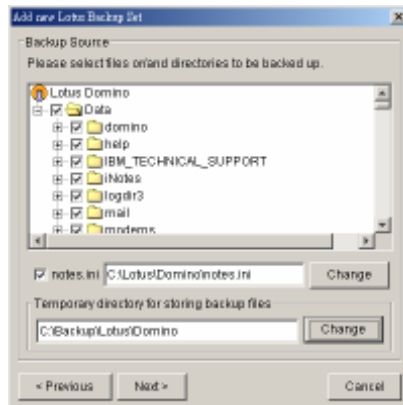 Add new Lotus Backup Set
Backup Source
Please select files on/and directories to be backed up.
Lotus Domino
Data
domino
help
IBM_TECHNICAL_SUPPORT
iNotes
logdir3
mail
modems
notes.ini C:\Lotus\Domino\notes.ini Change
Temporary directory for storing backup files
C:\Backup\Lotus\Domino Change
< Previous Next > Cancel